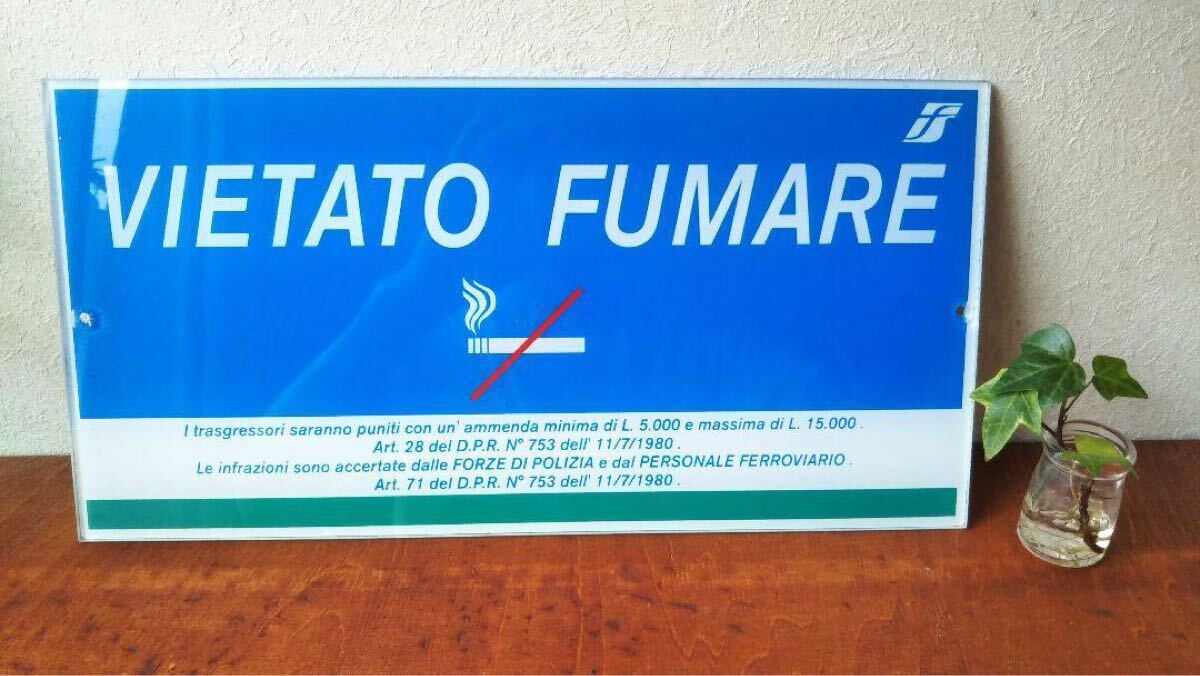 VIETATO FUMARE
I trasgressori saranno puniti con un' ammenda minima di L. 5.000 e massima di L. 15.000 .
Art. 28 del D.P.R. N° 753 dell' 11/7/1980 .
Le infrazioni sono accertate dalle FORZE DI POLIZIA e dal PERSONALE FERROVIARIO .
Art. 71 del D.P.R. N° 753 dell' 11/7/1980 .